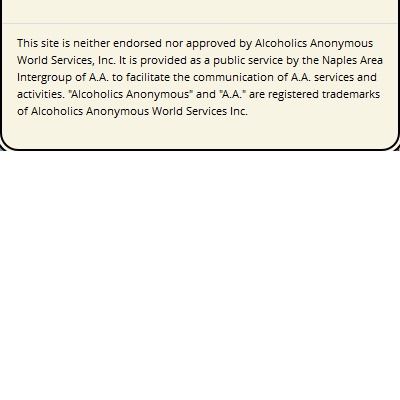 This site is neither endorsed nor approved by Alcoholics Anonymous
World Services, Inc. It is provided as a public service by the Naples Area
Intergroup of A.A. to facilitate the communication of A.A. services and
activities. "Alcoholics Anonymous" and "A.A." are registered trademarks
of Alcoholics Anonymous World Services Inc.